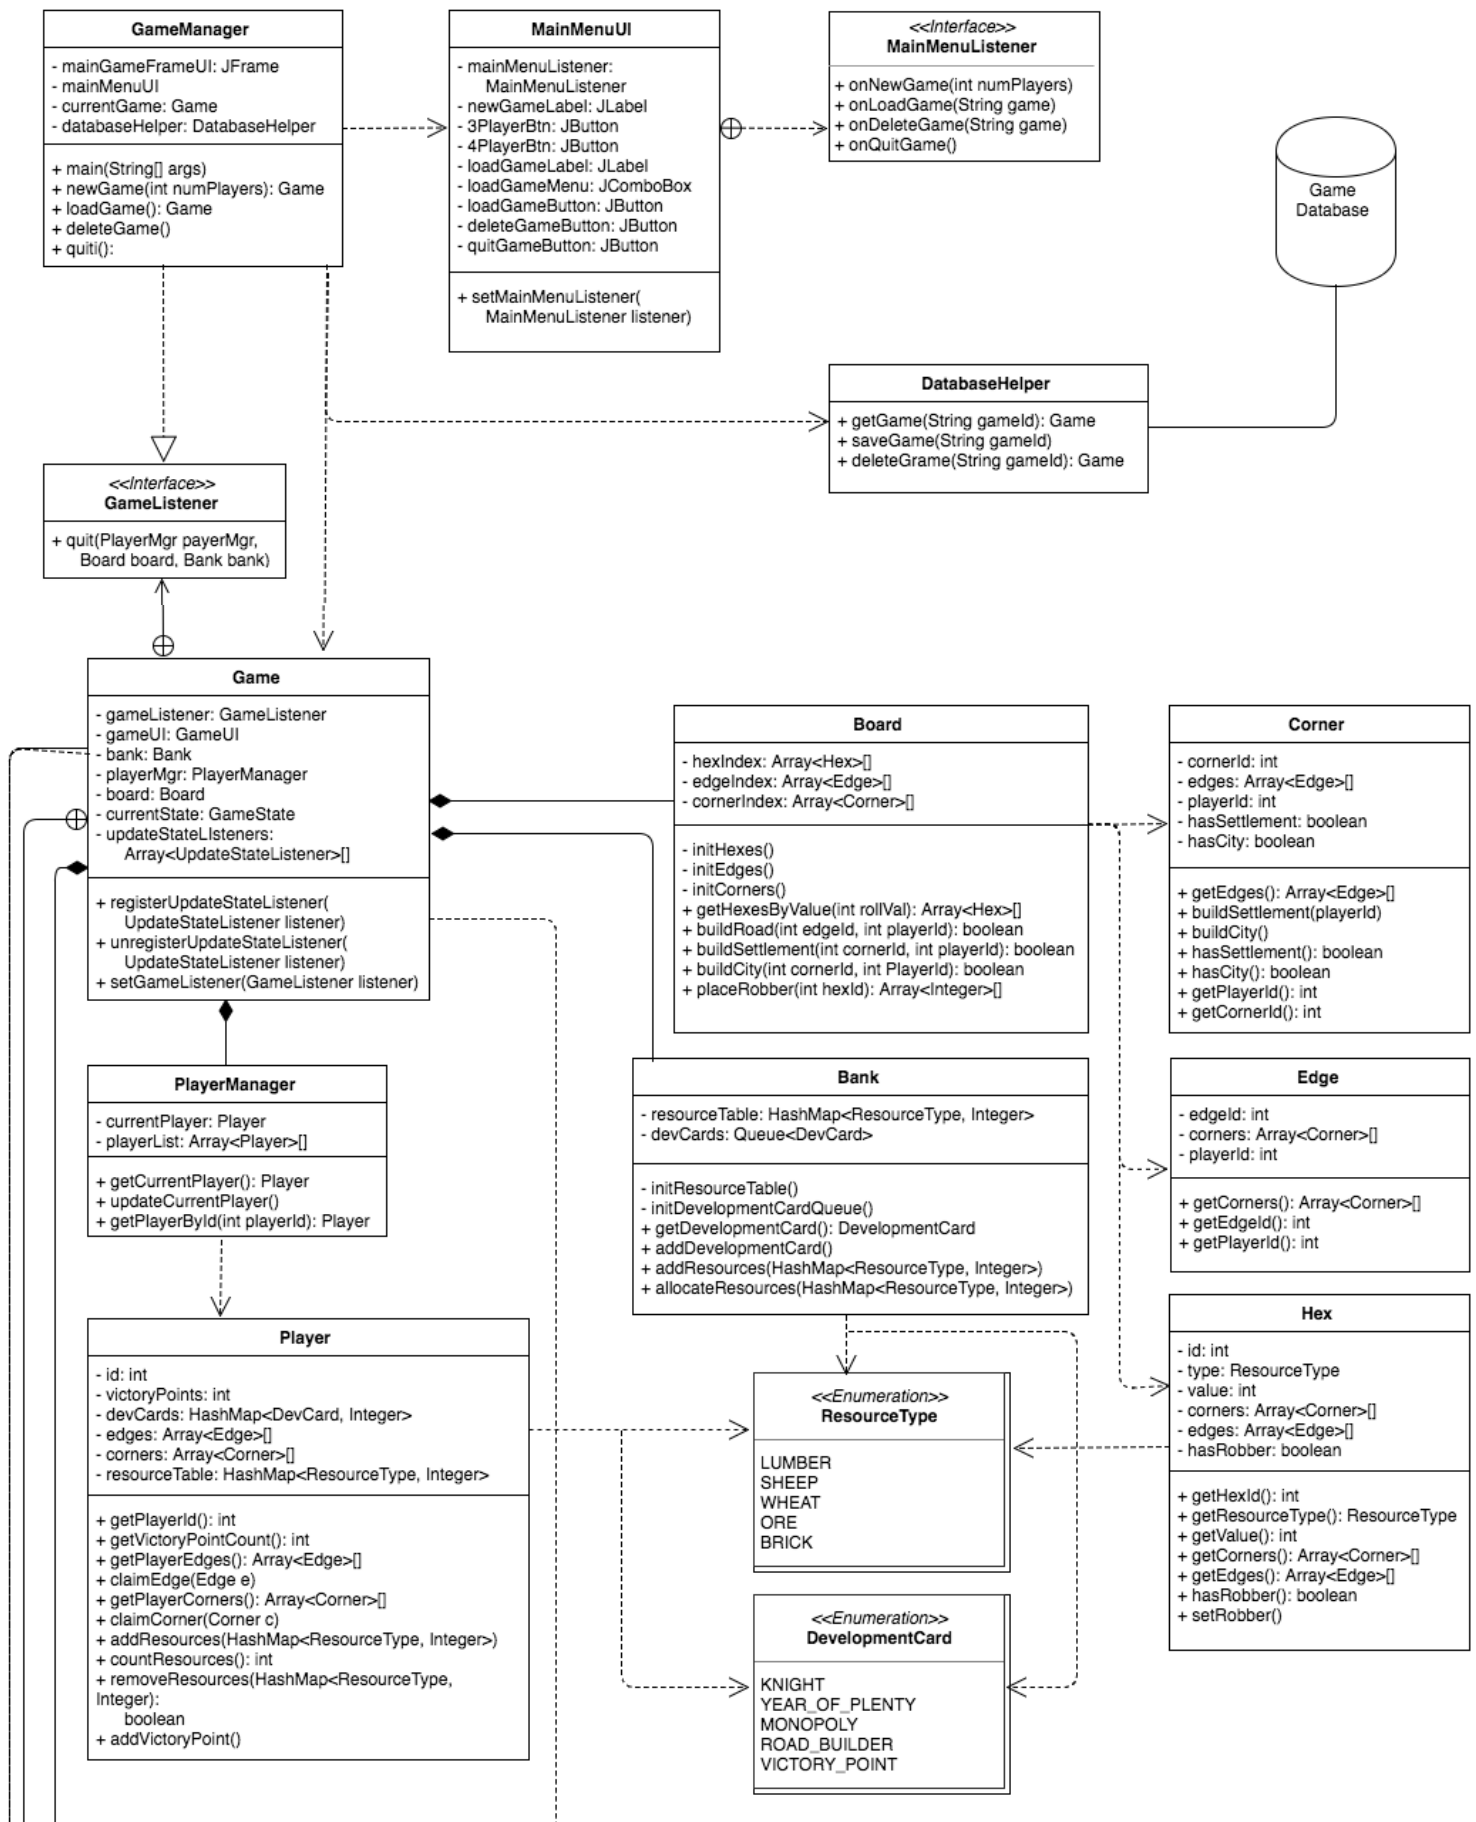 GameManager
- mainGameFrameUI: JFrame
- mainMenuUI
- currentGame: Game
- databaseHelper: DatabaseHelper
+ main(String[] args)
+ newGame(int numPlayers): Game
+ loadGame(): Game
+ deleteGame()
+ quiti():
MainMenuUI
- mainMenuListener:
MainMenuListener
- newGameLabel: JLabel
- 3PlayerBtn: JButton
- 4PlayerBtn: JButton
- loadGameLabel: JLabel
- loadGameMenu: JComboBox
- loadGameButton: JButton
- deleteGameButton: JButton
- quitGameButton: JButton
+ setMainMenuListener(
MainMenuListener listener)
<<Interface>>
MainMenuListener
+ onNewGame(int numPlayers)
+ onLoadGame(String game)
+ onDeleteGame(String game)
+ onQuitGame()
Game
Database
DatabaseHelper
+ getGame(String gameId): Game
+ saveGame(String gameId)
+ deleteGrame(String gameId): Game
<<Interface>>
GameListener
+ quit(PlayerMgr payerMgr,
Board board, Bank bank)
Game
- gameListener: GameListener
- gameUI: GameUI
- bank: Bank
- playerMgr: PlayerManager
- board: Board
- currentState: GameState
- updateStateLIsteners:
Array<UpdateStateListener>[]
+ registerUpdateStateListener(
UpdateStateListener listener)
+ unregisterUpdateStateListener(
UpdateStateListener listener)
+ setGameListener(GameListener listener)
Board
- hexIndex: Array<Hex>[]
- edgeIndex: Array<Edge>[]
- cornerIndex: Array<Corner>[]
- initHexes()
- initEdges()
- initCorners()
+ getHexesByValue(int rollVal): Array<Hex>[]
+ buildRoad(int edgeId, int playerId): boolean
+ buildSettlement(int cornerId, int playerId): boolean
+ buildCity(int cornerId, int PlayerId): boolean
+ placeRobber(int hexId): Array<Integer>[]
Corner
- cornerId: int
- edges: Array<Edge>[]
- playerId: int
- hasSettlement: boolean
- hasCity: boolean
+ getEdges(): Array<Edge>[]
+ buildSettlement(playerId)
+ buildCity()
+ hasSettlement(): boolean
+ hasCity(): boolean
+ getPlayerId(): int
+ getCornerId(): int
PlayerManager
- currentPlayer: Player
- playerList: Array<Player>[]
+ getCurrentPlayer(): Player
+ updateCurrentPlayer()
+ getPlayerById(int playerId): Player
Bank
- resourceTable: HashMap<ResourceType, Integer>
- devCards: Queue<DevCard>
- initResourceTable()
- initDevelopmentCardQueue()
+ getDevelopmentCard(): DevelopmentCard
+ addDevelopmentCard()
+ addResources(HashMap<ResourceType, Integer>)
+ allocateResources(HashMap<ResourceType, Integer>)
Edge
- edgeId: int
- corners: Array<Corner>[]
- playerId: int
+ getCorners(): Array<Corner>[]
+ getEdgeId(): int
+ getPlayerId(): int
Player
- id: int
- victoryPoints: int
- devCards: HashMap<DevCard, Integer>
- edges: Array<Edge>[]
- corners: Array<Corner>[]
- resourceTable: HashMap<ResourceType, Integer>
+ getPlayerId(): int
+ getVictoryPointCount(): int
+ getPlayerEdges(): Array<Edge>[]
+ claimEdge(Edge e)
+ getPlayerCorners(): Array<Corner>[]
+ claimCorner(Corner c)
+ addResources(HashMap<ResourceType, Integer>)
+ countResources(): int
+ removeResources(HashMap<ResourceType,
Integer):
boolean
+ addVictoryPoint()
<<Enumeration>>
ResourceType
LUMBER
SHEEP
WHEAT
ORE
BRICK
Hex
- id: int
- type: ResourceType
- value: int
- corners: Array<Corner>[]
- edges: Array<Edge>[]
- hasRobber: boolean
+ getHexId(): int
+ getResourceType(): ResourceType
+ getValue(): int
+ getCorners(): Array<Corner>[]
+ getEdges(): Array<Edge>[]
+ hasRobber(): boolean
+ setRobber()
<<Enumeration>>
DevelopmentCard
KNIGHT
YEAR_OF_PLENTY
MONOPOLY
ROAD_BUILDER
VICTORY_POINT